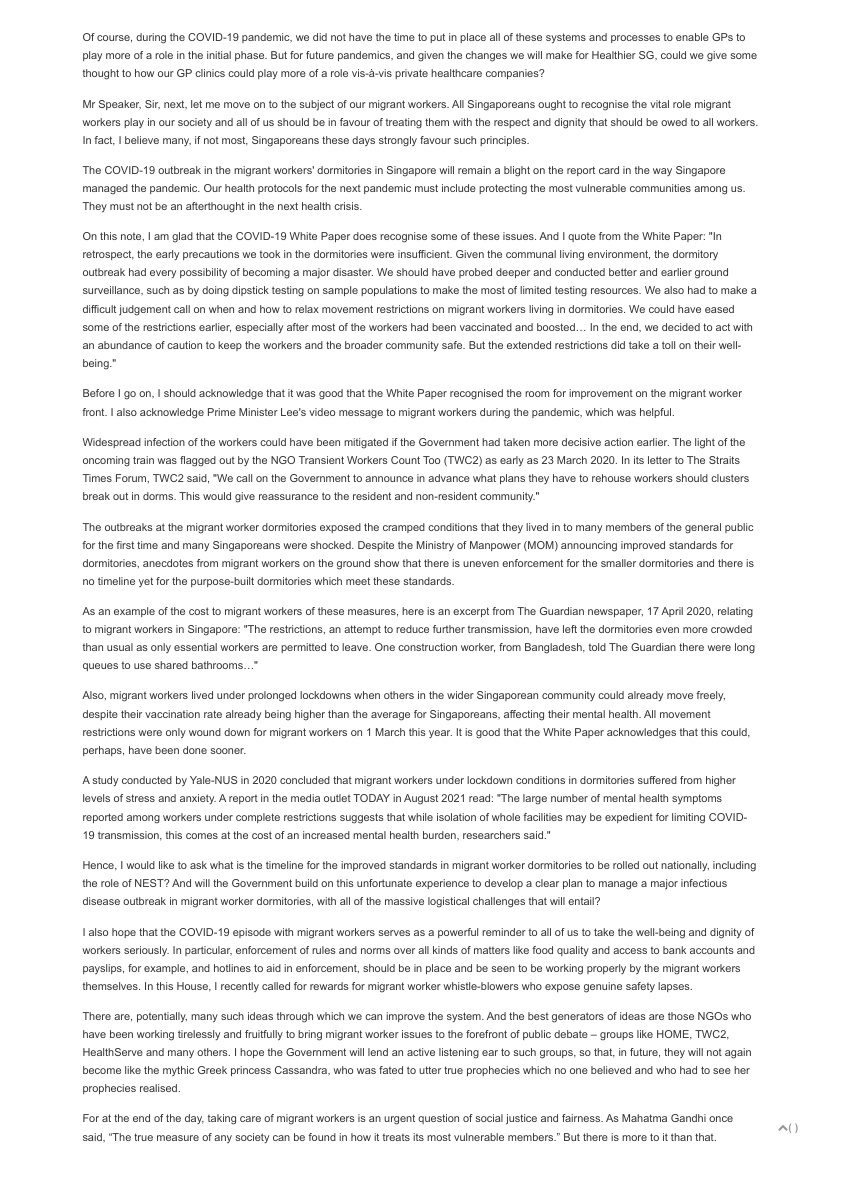 Of course, during the COVID-19 pandemic, we did not have the time to put in place all of these systems and processes to enable GPs to
play more of a role in the initial phase. But for future pandemics, and given the changes we will make for Healthier SG, could we give some
thought to how our GP clinics could play more of a role vis-à-vis private healthcare companies?
Mr Speaker, Sir, next, let me move on to the subject of our migrant workers. All Singaporeans ought to recognise the vital role migrant
workers play in our society and all of us should be in favour of treating them with the respect and dignity that should be owed to all workers.
In fact, I believe many, if not most, Singaporeans these days strongly favour such principles.
The COVID-19 outbreak in the migrant workers' dormitories in Singapore will remain a blight on the report card in the way Singapore
managed the pandemic. Our health protocols for the next pandemic must include protecting the most vulnerable communities among us.
They must not be an afterthought in the next health crisis.
On this note, I am glad that the COVID-19 White Paper does recognise some of these issues. And I quote from the White Paper: "In
retrospect, the early precautions we took in the dormitories were insufficient. Given the communal living environment, the dormitory
outbreak had every possibility of becoming a major disaster. We should have probed deeper and conducted better and earlier ground
surveillance, such as by doing dipstick testing on sample populations to make the most of limited testing resources. We also had to make a
difficult judgement call on when and how to relax movement restrictions on migrant workers living in dormitories. We could have eased
some of the restrictions earlier, especially after most of the workers had been vaccinated and boosted… In the end, we decided to act with
an abundance of caution to keep the workers and the broader community safe. But the extended restrictions did take a toll on their well-
being."
Before I go on, I should acknowledge that it was good that the White Paper recognised the room for improvement on the migrant worker
front. I also acknowledge Prime Minister Lee's video message to migrant workers during the pandemic, which was helpful.
Widespread infection of the workers could have been mitigated if the Government had taken more decisive action earlier. The light of the
oncoming train was flagged out by the NGO Transient Workers Count Too (TWC2) as early as 23 March 2020. In its letter to The Straits
Times Forum, TWC2 said, "We call on the Government to announce in advance what plans they have to rehouse workers should clusters
break out in dorms. This would give reassurance to the resident and non-resident community."
The outbreaks at the migrant worker dormitories exposed the cramped conditions that they lived in to many members of the general public
for the first time and many Singaporeans were shocked. Despite the Ministry of Manpower (MOM) announcing improved standards for
dormitories, anecdotes from migrant workers on the ground show that there is uneven enforcement for the smaller dormitories and there is
no timeline yet for the purpose-built dormitories which meet these standards.
As an example of the cost to migrant workers of these measures, here is an excerpt from The Guardian newspaper, 17 April 2020, relating
to migrant workers in Singapore: "The restrictions, an attempt to reduce further transmission, have left the dormitories even more crowded
than usual as only essential workers are permitted to leave. One construction worker, from Bangladesh, told The Guardian there were long
queues to use shared bathrooms…"
Also, migrant workers lived under prolonged lockdowns when others in the wider Singaporean community could already move freely,
despite their vaccination rate already being higher than the average for Singaporeans, affecting their mental health. All movement
restrictions were only wound down for migrant workers on 1 March this year. It is good that the White Paper acknowledges that this could,
perhaps, have been done sooner.
A study conducted by Yale-NUS in 2020 concluded that migrant workers under lockdown conditions in dormitories suffered from higher
levels of stress and anxiety. A report in the media outlet TODAY in August 2021 read: "The large number of mental health symptoms
reported among workers under complete restrictions suggests that while isolation of whole facilities may be expedient for limiting COVID-
19 transmission, this comes at the cost of an increased mental health burden, researchers said."
Hence, I would like to ask what is the timeline for the improved standards in migrant worker dormitories to be rolled out nationally, including
the role of NEST? And will the Government build on this unfortunate experience to develop a clear plan to manage a major infectious
disease outbreak in migrant worker dormitories, with all of the massive logistical challenges that will entail?
I also hope that the COVID-19 episode with migrant workers serves as a powerful reminder to all of us to take the well-being and dignity of
workers seriously. In particular, enforcement of rules and norms over all kinds of matters like food quality and access to bank accounts and
payslips, for example, and hotlines to aid in enforcement, should be in place and be seen to be working properly by the migrant workers
themselves. In this House, I recently called for rewards for migrant worker whistle-blowers who expose genuine safety lapses.
There are, potentially, many such ideas through which we can improve the system. And the best generators of ideas are those NGOs who
have been working tirelessly and fruitfully to bring migrant worker issues to the forefront of public debate – groups like HOME, TWC2,
HealthServe and many others. I hope the Government will lend an active listening ear to such groups, so that, in future, they will not again
become like the mythic Greek princess Cassandra, who was fated to utter true prophecies which no one believed and who had to see her
prophecies realised.
For at the end of the day, taking care of migrant workers is an urgent question of social justice and fairness. As Mahatma Gandhi once
said, “The true measure of any society can be found in how it treats its most vulnerable members.” But there is more to it than that.
( )